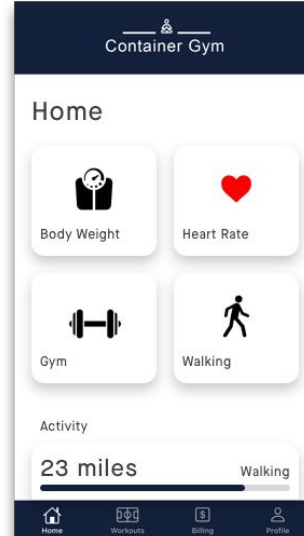 Container Gym
Home
Body Weight
Heart Rate
Gym
Walking
Activity
23 miles Walking
Home Workouts $ Billing Profile